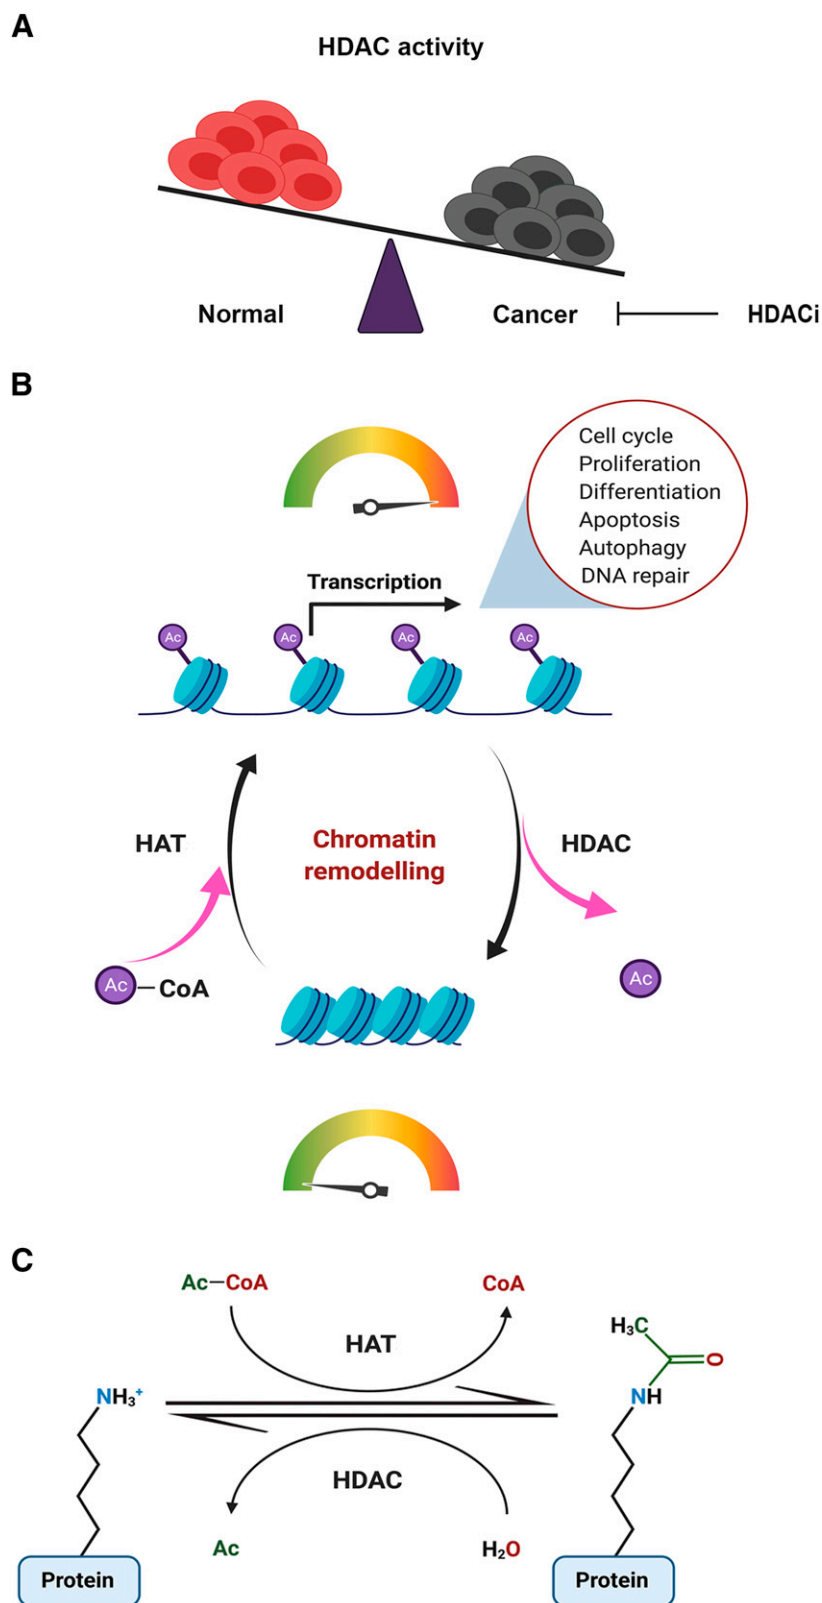 A
HDAC activity
Normal
Cancer
HDACi
B
Cell cycle
Proliferation
Differentiation
Apoptosis
Autophagy
DNA repair
Transcription
Ac Ac Ac Ac
HAT
Chromatin
remodelling
HDAC
Ac–CoA
Ac
C
Ac–CoA
CoA
HAT
H₃C
O
NH₃⁺
NH
HDAC
Ac
H₂O
Protein
Protein